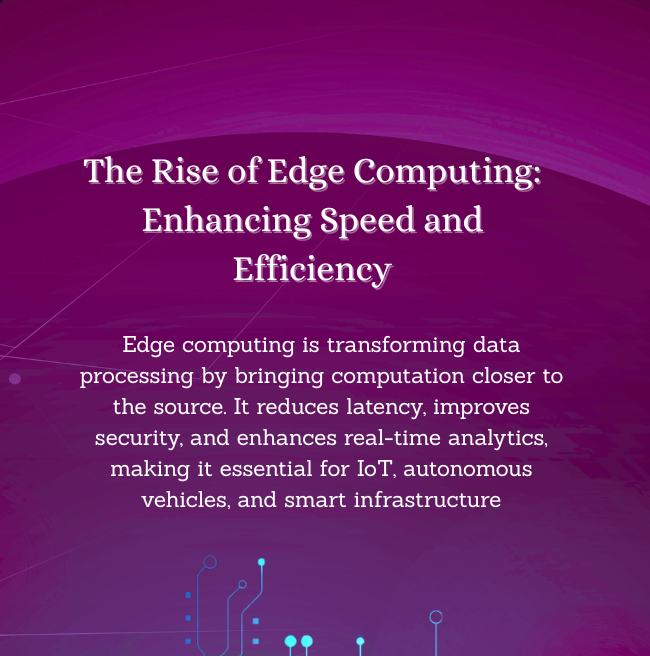 The Rise of Edge Computing:
Enhancing Speed and
Efficiency
Edge computing is transforming data
processing by bringing computation closer to
the source. It reduces latency, improves
security, and enhances real-time analytics,
making it essential for IoT, autonomous
vehicles, and smart infrastructure